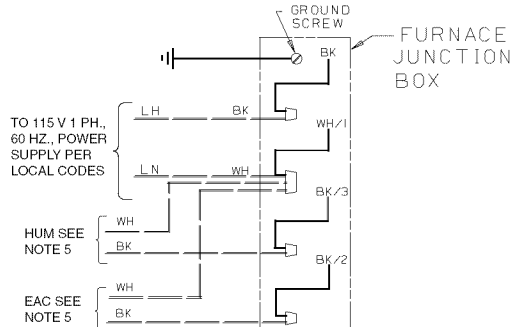 GROUND
SCREW
FURNACE
JUNCTION
BOX
BK
TO 115 V 1 PH.,
60 HZ., POWER
SUPPLY PER
LOCAL CODES
LH
BK
WH/1
LN
WH
BK/3
HUM SEE
NOTE 5
WH
BK
BK/2
EAC SEE
NOTE 5
WH
BK